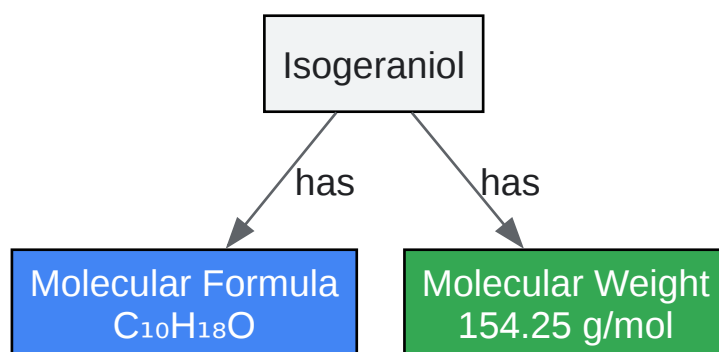 Isogeraniol
has
has
Molecular Formula
C₁₀H₁₈O
Molecular Weight
154.25 g/mol